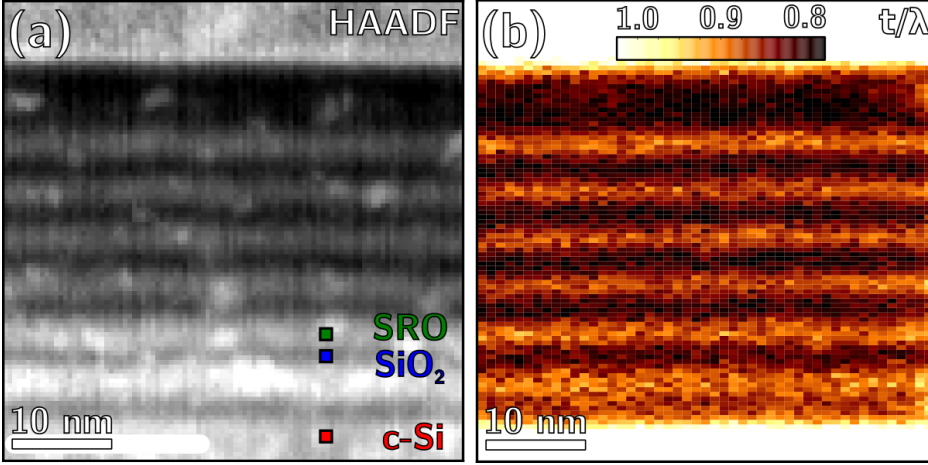 (a) HAADF
SRO
SiO₂
10 nm
c-Si
(b) 1.0 0.9 0.8 t/λ
10 nm